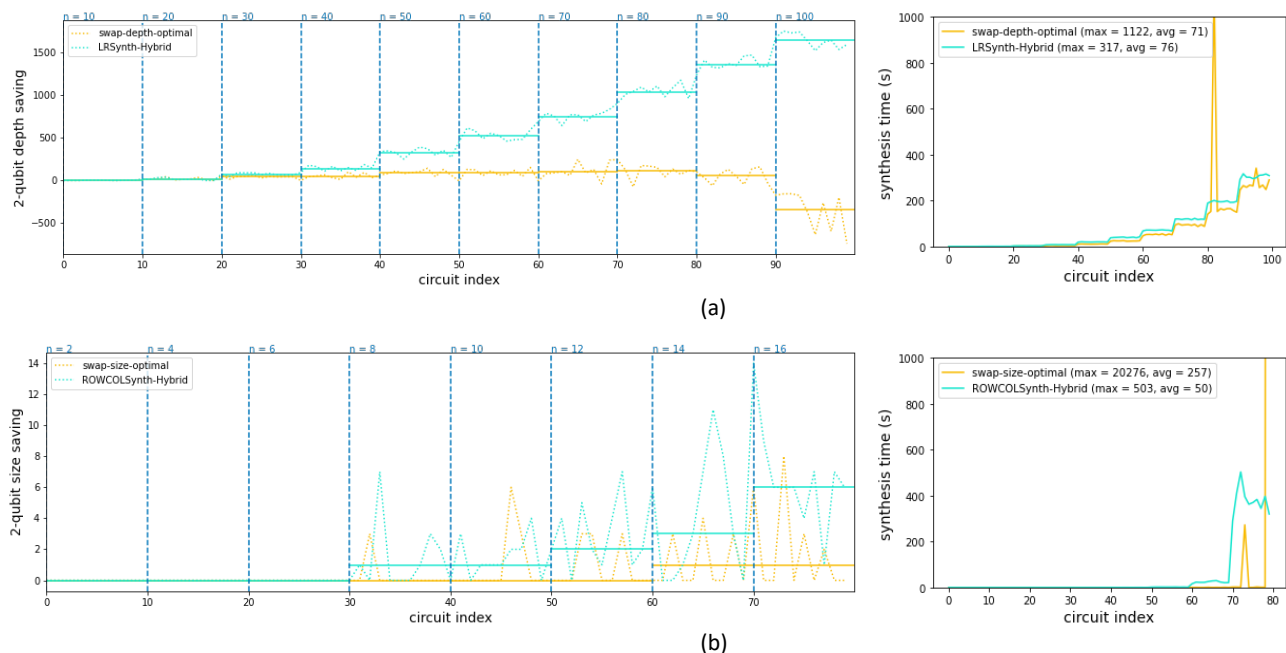 n = 10 n = 20 n = 30 n = 40 n = 50 n = 60 n = 70 n = 80 n = 90 n = 100
swap-depth-optimal
LRSynth-Hybrid
2-qubit depth saving
1500
1000
500
0
−500
0 10 20 30 40 50 60 70 80 90
circuit index
swap-depth-optimal (max = 1122, avg = 71)
LRSynth-Hybrid (max = 317, avg = 76)
synthesis time (s)
1000
800
600
400
200
0
0 20 40 60 80 100
circuit index
(a)
n = 2 n = 4 n = 6 n = 8 n = 10 n = 12 n = 14 n = 16
swap-size-optimal
ROWCOLSynth-Hybrid
2-qubit size saving
14
12
10
8
6
4
2
0
0 10 20 30 40 50 60 70
circuit index
swap-size-optimal (max = 20276, avg = 257)
ROWCOLSynth-Hybrid (max = 503, avg = 50)
synthesis time (s)
1000
800
600
400
200
0
0 10 20 30 40 50 60 70 80
circuit index
(b)